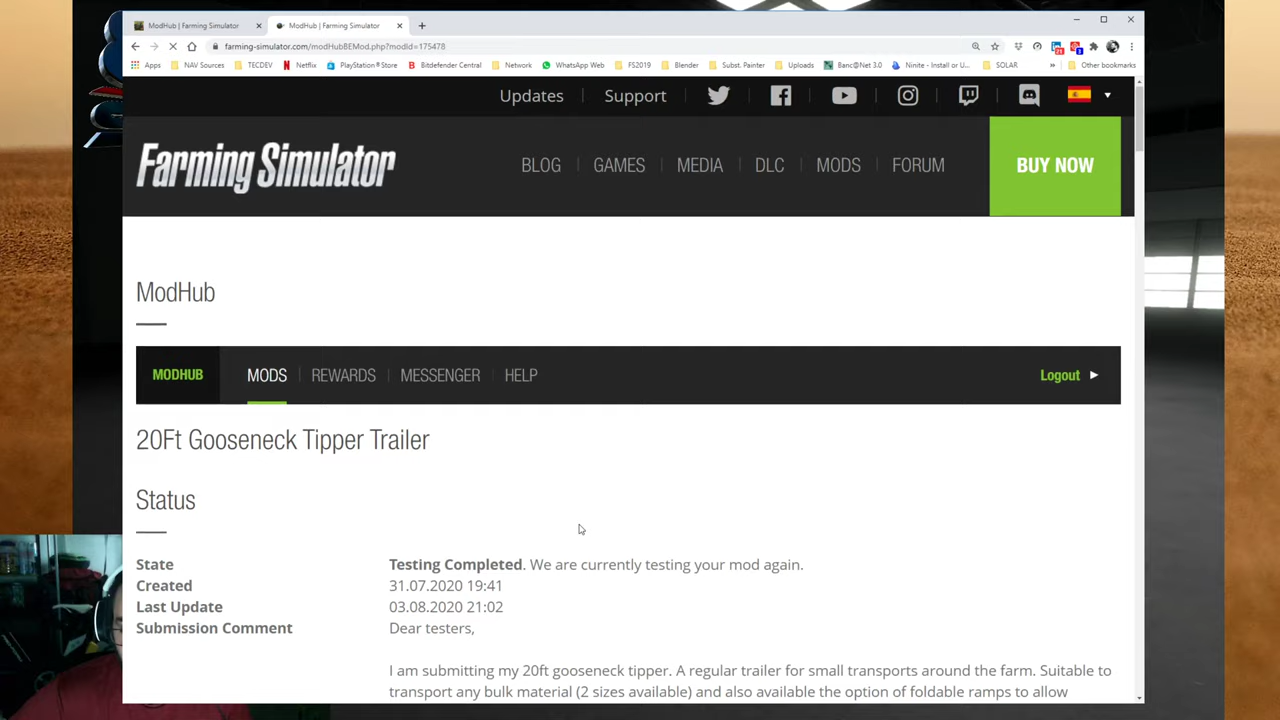 ModHub | Farming Simulator
ModHub | Farming Simulator
farming-simulator.com/modHubBEMod.php?modId=175478
Apps NAV Sources TECDEV Netflix PlayStation®Store Bitdefender Central Network WhatsApp Web FS2019 Blender Subst. Painter Uploads Banc@Net 3.0 Ninite - Install or U... SOLAR » Other bookmarks
Updates Support
Farming Simulator BLOG GAMES MEDIA DLC MODS FORUM BUY NOW
ModHub
MODHUB MODS REWARDS MESSENGER HELP Logout
20Ft Gooseneck Tipper Trailer
Status
State Testing Completed. We are currently testing your mod again.
Created 31.07.2020 19:41
Last Update 03.08.2020 21:02
Submission Comment Dear testers,
I am submitting my 20ft gooseneck tipper. A regular trailer for small transports around the farm. Suitable to
transport any bulk material (2 sizes available) and also available the option of foldable ramps to allow